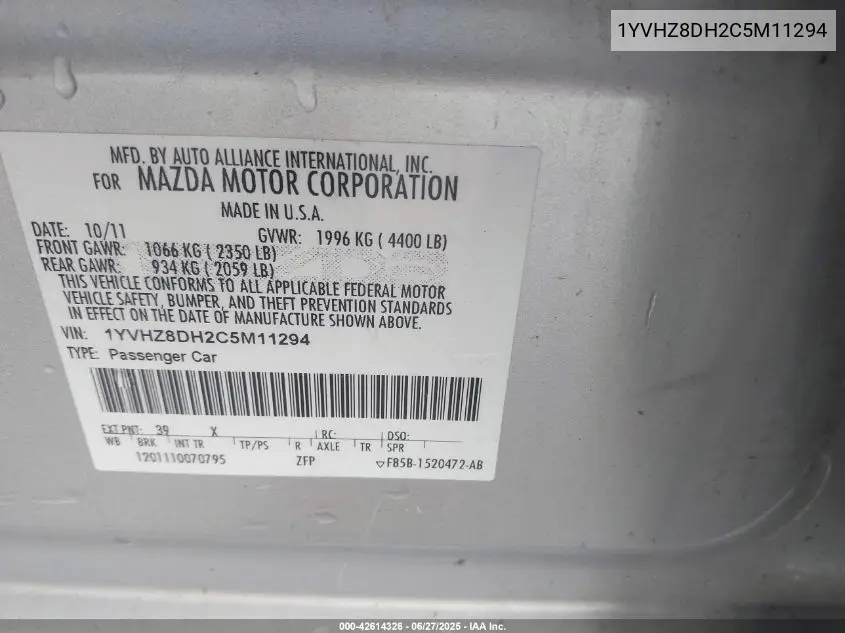 1YVHZ8DH2C5M11294
MFD. BY AUTO ALLIANCE INTERNATIONAL, INC.
FOR MAZDA MOTOR CORPORATION
MADE IN U.S.A.
DATE: 10/11 GVWR: 1996 KG ( 4400 LB)
FRONT GAWR: 1066 KG ( 2350 LB)
REAR GAWR: 934 KG ( 2059 LB)
THIS VEHICLE CONFORMS TO ALL APPLICABLE FEDERAL MOTOR
VEHICLE SAFETY, BUMPER, AND THEFT PREVENTION STANDARDS
IN EFFECT ON THE DATE OF MANUFACTURE SHOWN ABOVE.
VIN: 1YVHZ8DH2C5M11294
TYPE: Passenger Car
EXT PNT: 39 X RC: DSO:
WB BRK INT TR TP/PS R AXLE TR SPR
1201110070795 ZFP FB5B-1520472-AB
000-42614326 - 06/27/2025 - IAA Inc.